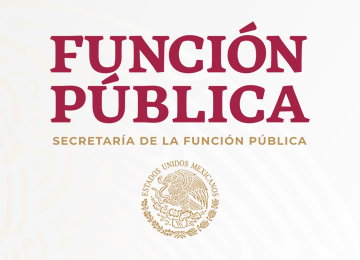 FUNCIÓN
PÚBLICA
SECRETARÍA DE LA FUNCIÓN PÚBLICA
ESTADOS UNIDOS MEXICANOS